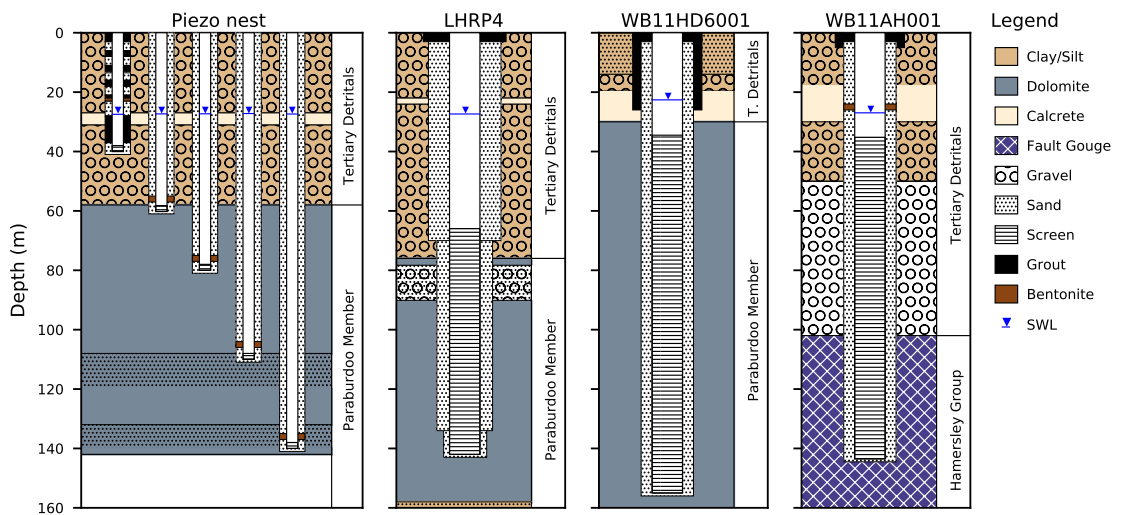 Piezo nest
LHRP4
WB11HD6001
WB11AH001
Legend
Depth (m)
0
20
40
60
80
100
120
140
160
Tertiary Detritals
Paraburdoo Member
Tertiary Detritals
Paraburdoo Member
T. Detritals
Paraburdoo Member
Tertiary Detritals
Hamersley Group
Clay/Silt
Dolomite
Calcrete
Fault Gouge
Gravel
Sand
Screen
Grout
Bentonite
SWL